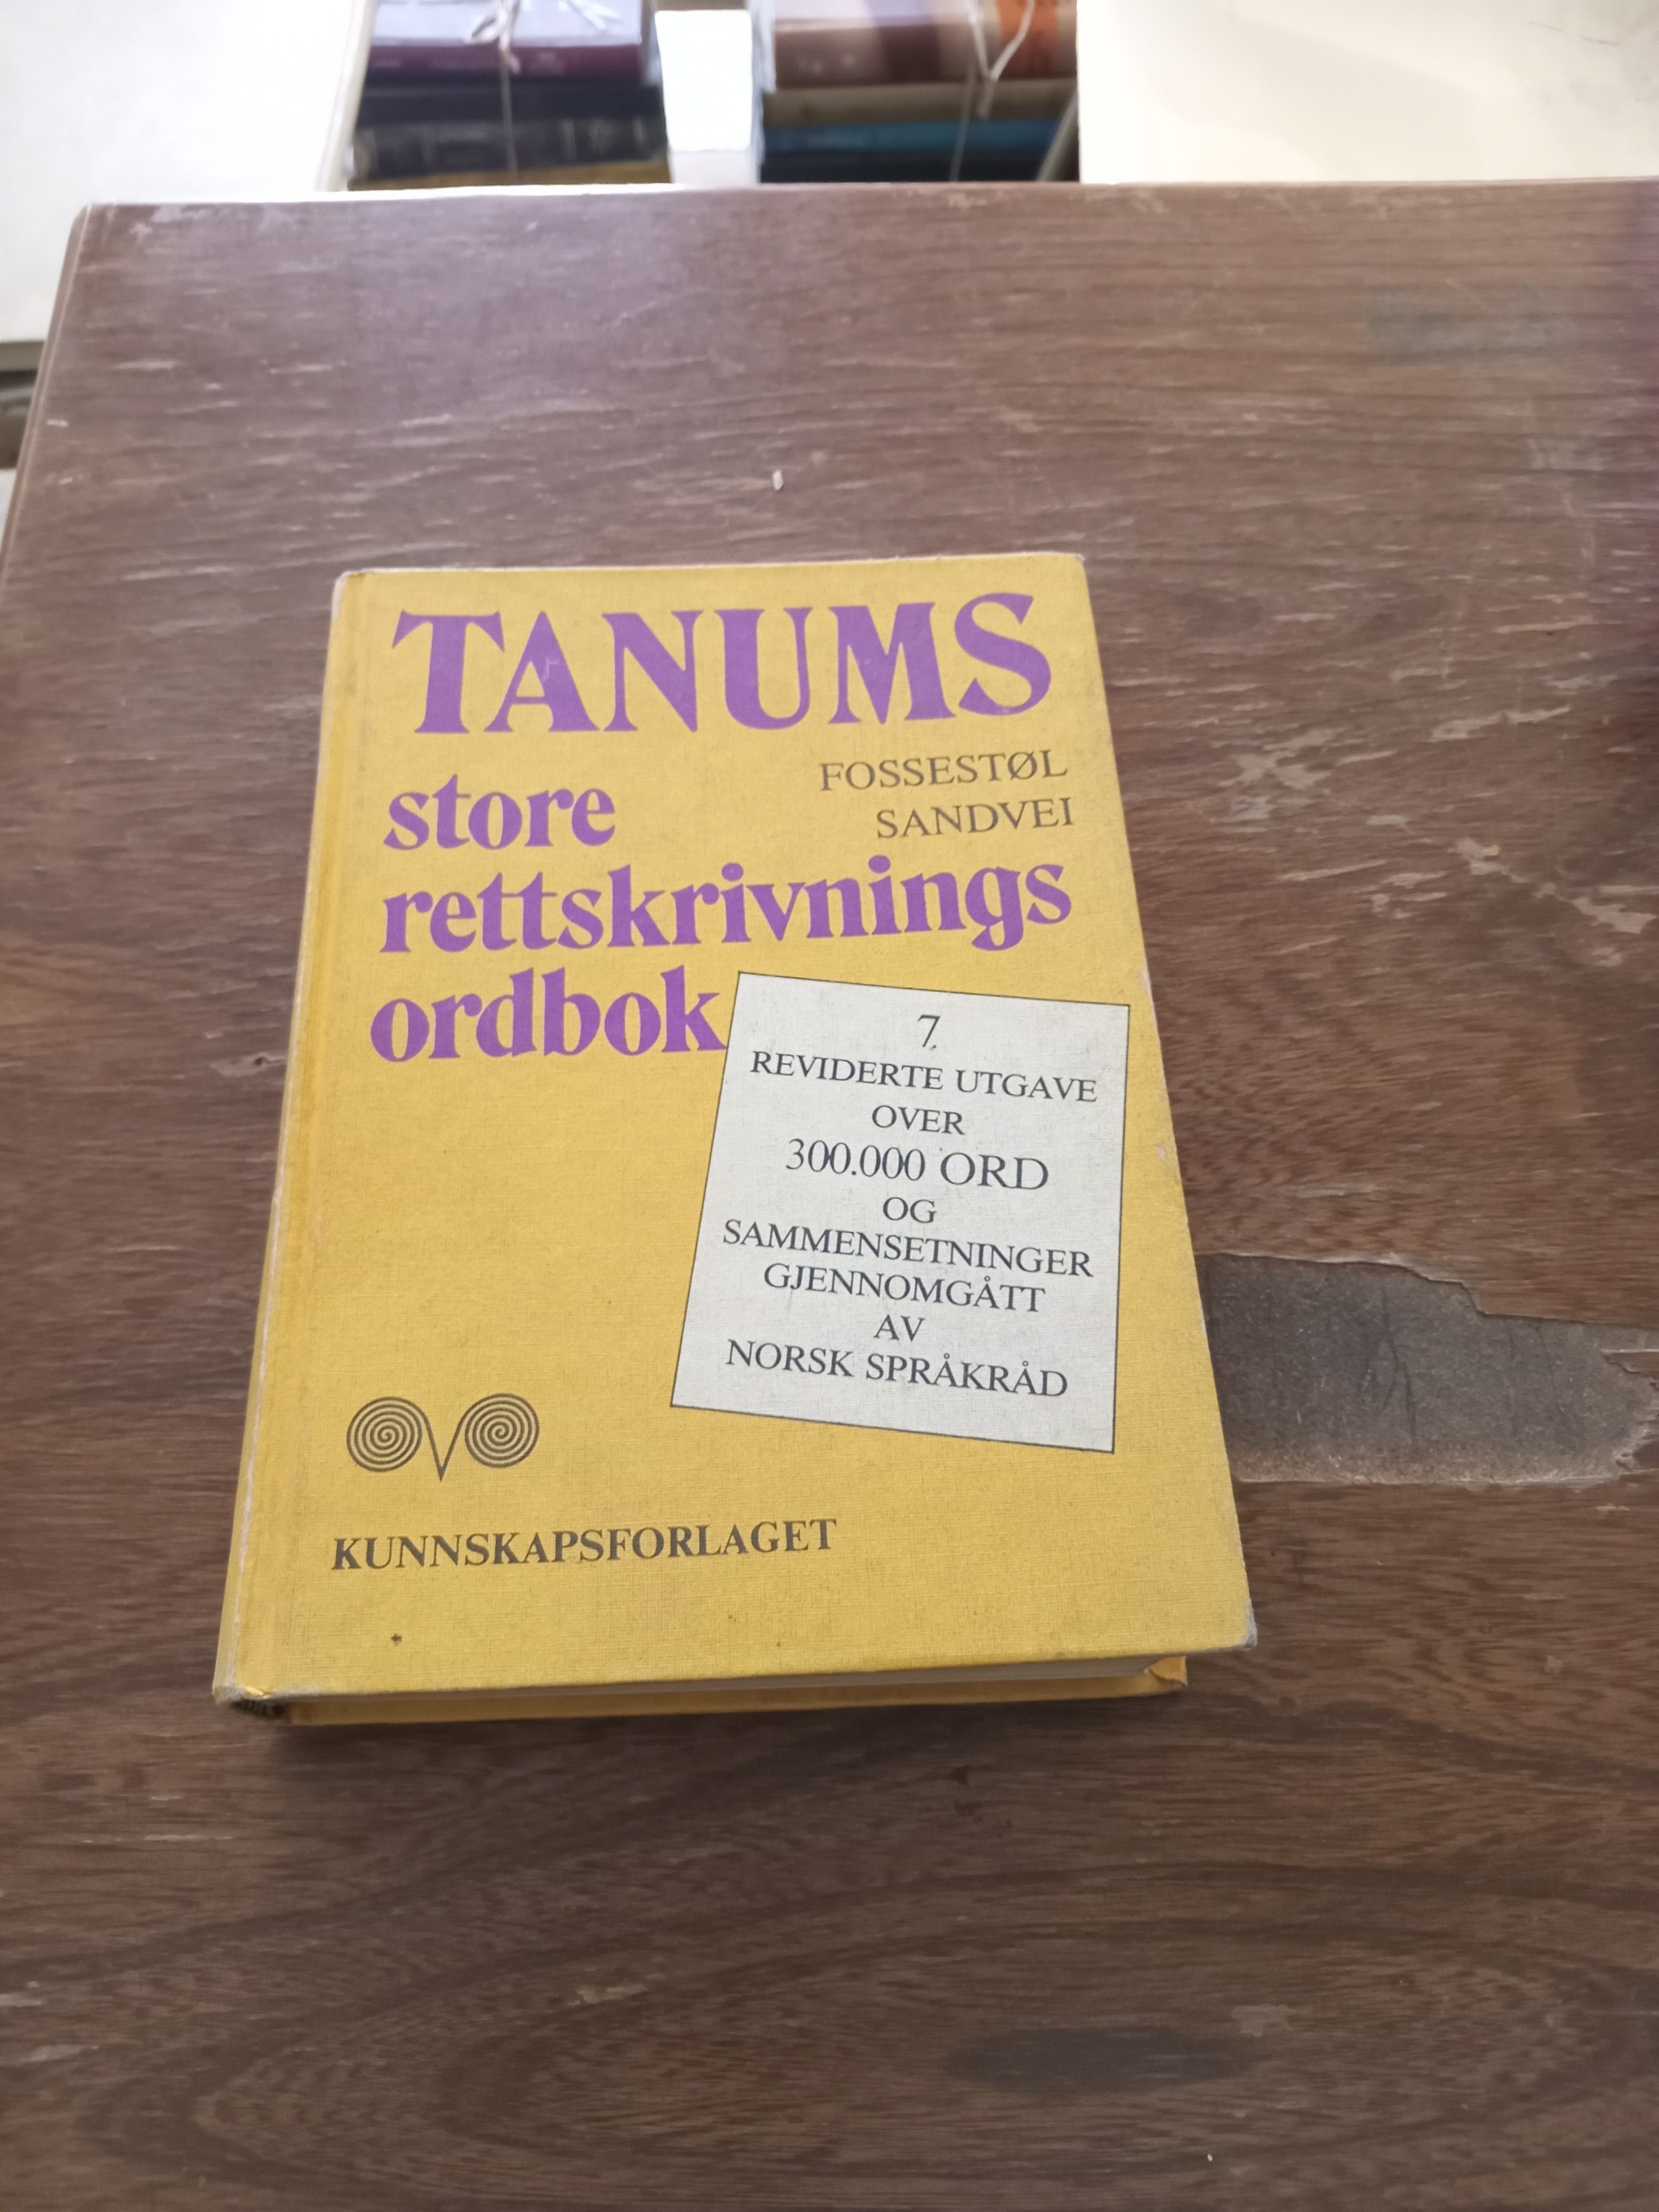 TANUMS
FOSSESTØL
SANDVEI
store
rettskrivnings
ordbok
7.
REVIDERTE UTGAVE
OVER
300.000 ORD
OG
SAMMENSETNINGER
GJENNOMGÅTT
AV
NORSK SPRÅKRÅD
KUNNSKAPSFORLAGET